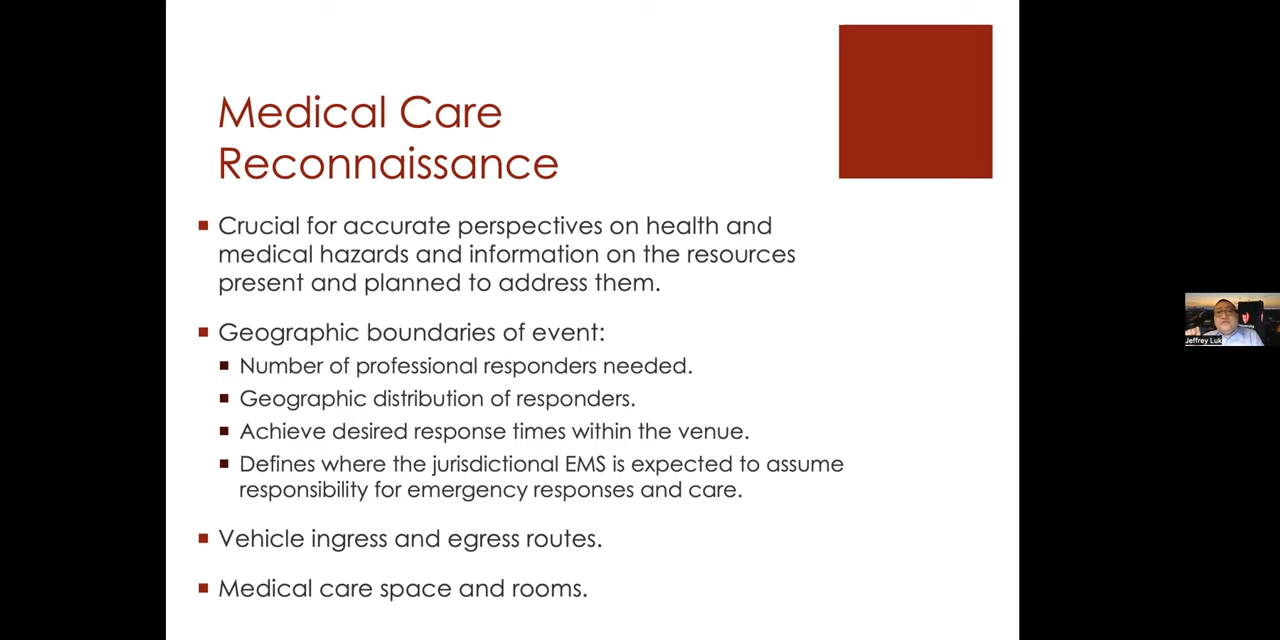 Medical Care
Reconnaissance
Crucial for accurate perspectives on health and
medical hazards and information on the resources
present and planned to address them.
Geographic boundaries of event:
Number of professional responders needed.
Geographic distribution of responders.
Achieve desired response times within the venue.
Defines where the jurisdictional EMS is expected to assume
responsibility for emergency responses and care.
Vehicle ingress and egress routes.
Medical care space and rooms.
Jeffrey Luk